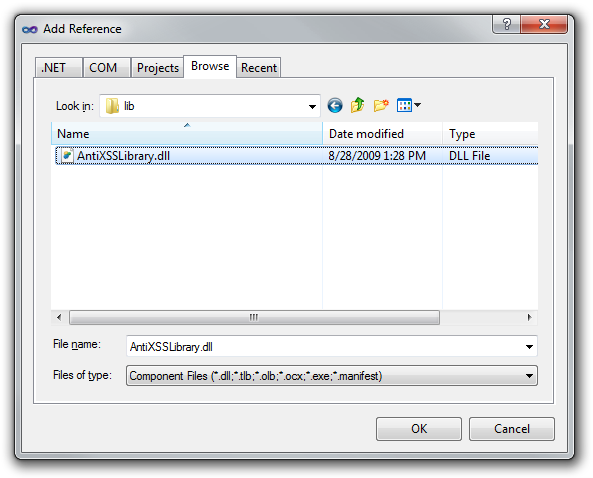 Add Reference
.NET COM Projects Browse Recent
Look in: lib
Name Date modified Type
AntiXSSLibrary.dll 8/28/2009 1:28 PM DLL File
File name: AntiXSSLibrary.dll
Files of type: Component Files (*.dll;*.tlb;*.olb;*.ocx;*.exe;*.manifest)
OK Cancel